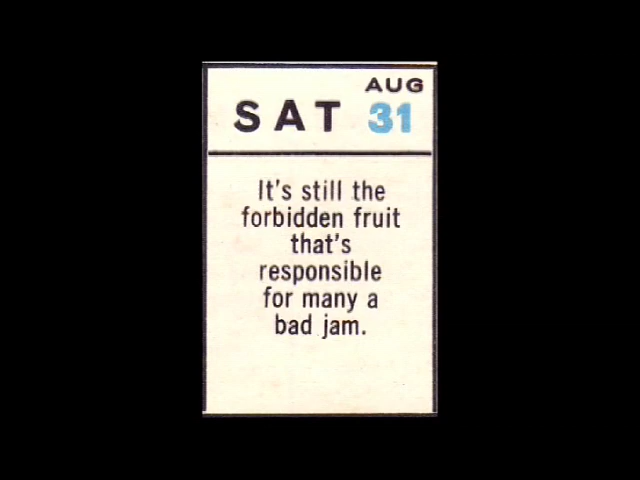 AUG
SAT 31
It's still the
forbidden fruit
that's
responsible
for many a
bad jam.